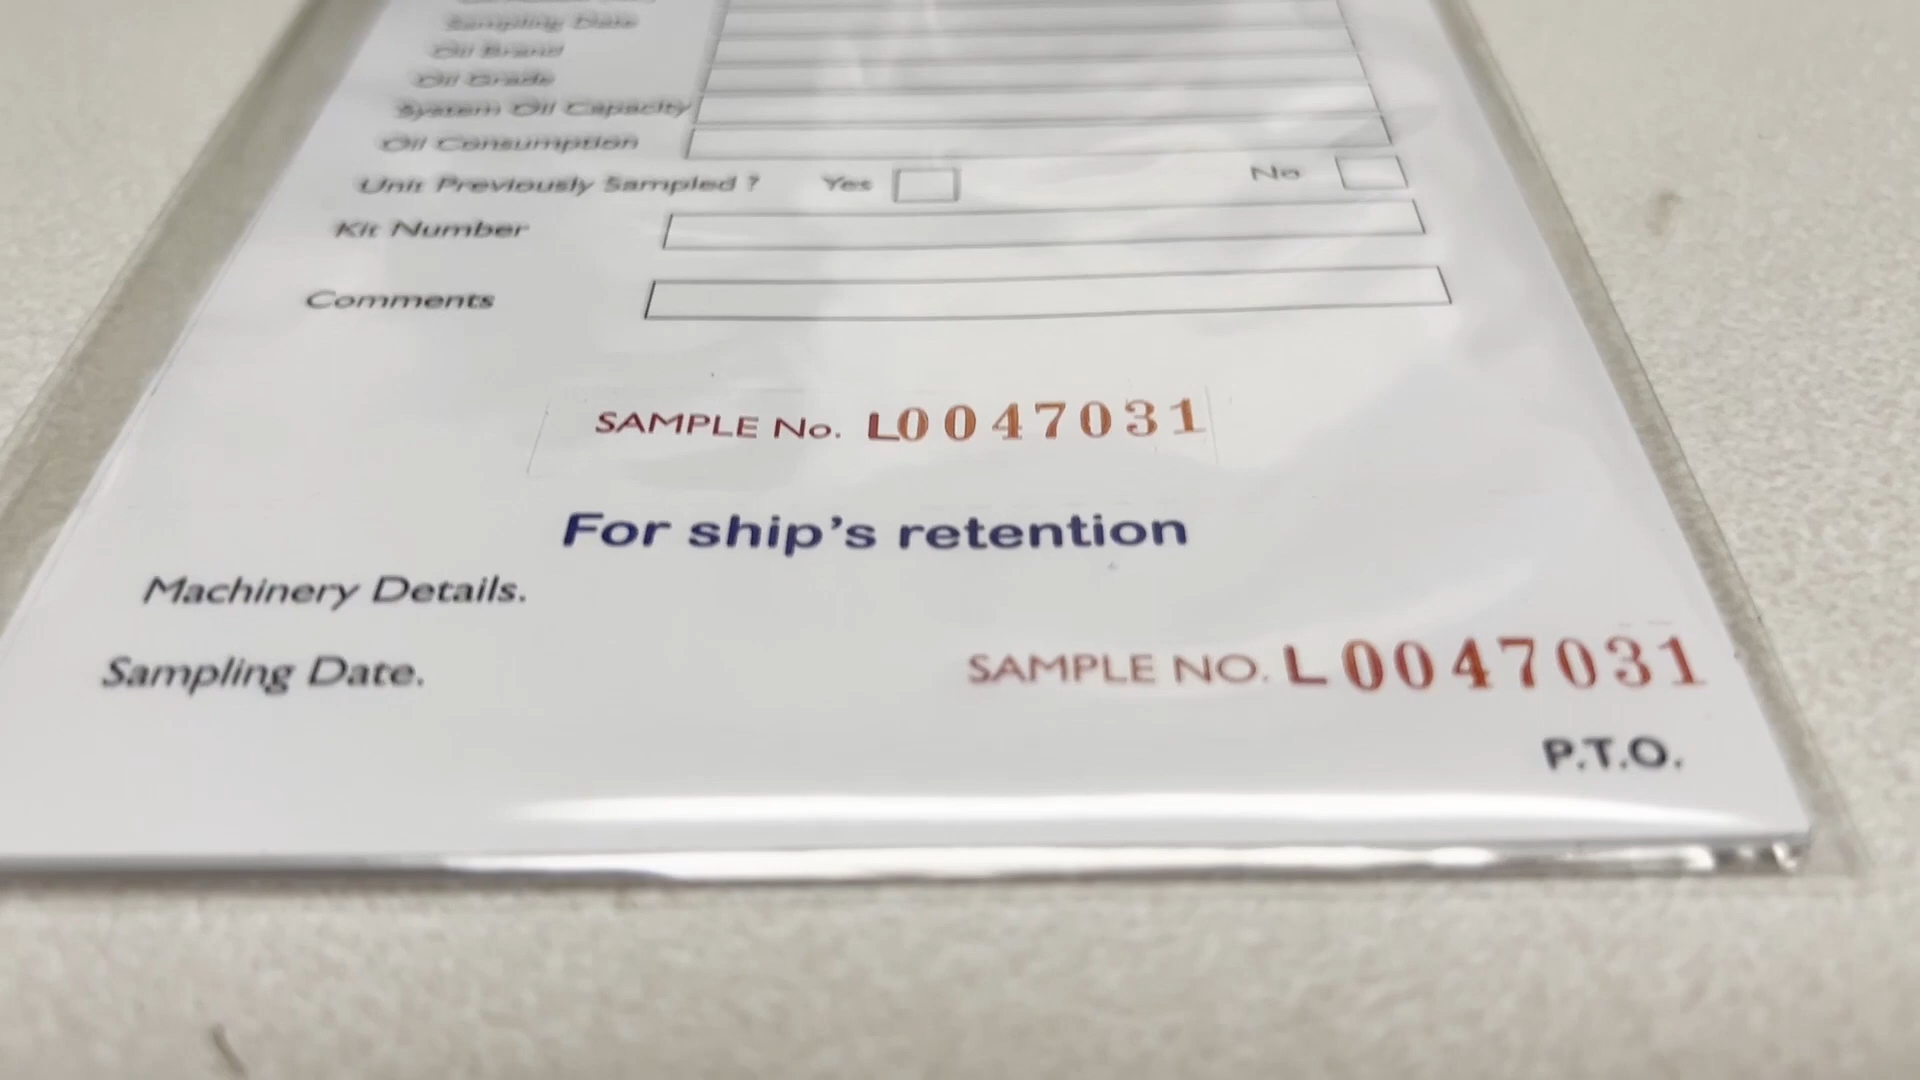 Sampling Date
Oil Brand
Oil Grade
System Oil Capacity
Oil Consumption
Unit Previously Sampled ? Yes No
Kit Number
Comments
SAMPLE No. L0047031
For ship's retention
Machinery Details.
Sampling Date.
SAMPLE NO. L0047031
P.T.O.